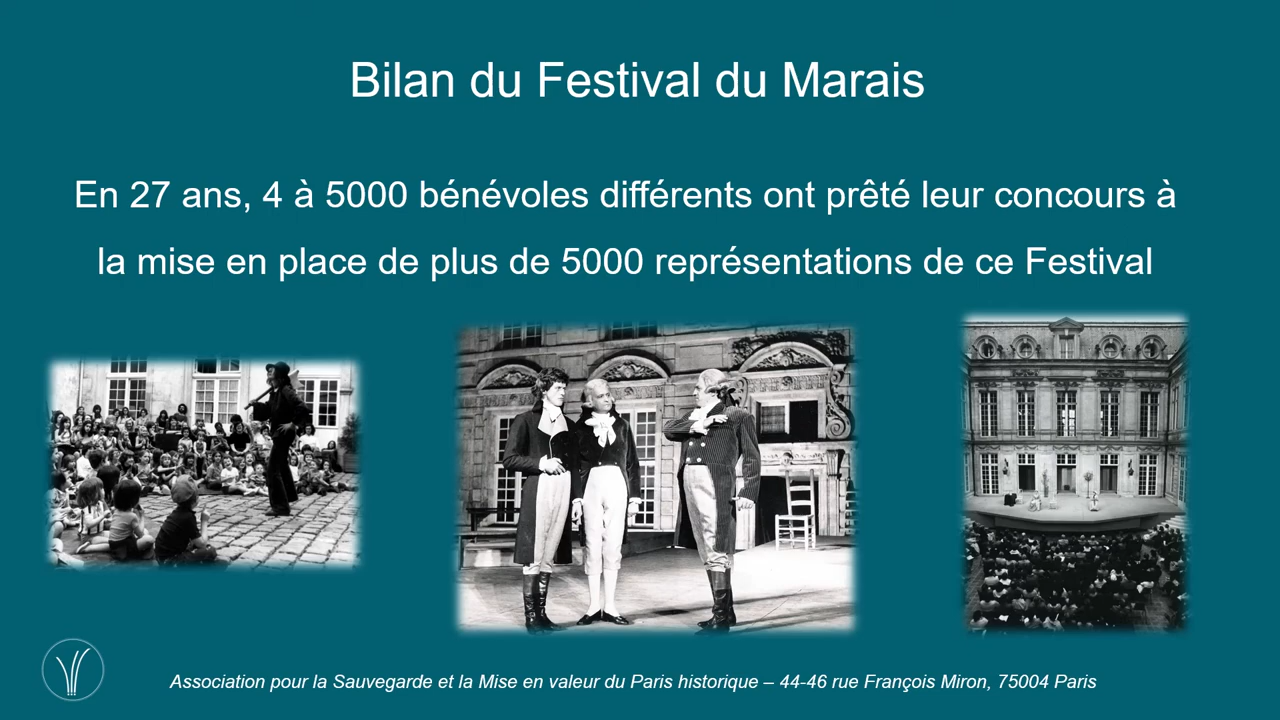 Bilan du Festival du Marais
En 27 ans, 4 à 5000 bénévoles différents ont prêté leur concours à
la mise en place de plus de 5000 représentations de ce Festival
Association pour la Sauvegarde et la Mise en valeur du Paris historique – 44-46 rue François Miron, 75004 Paris